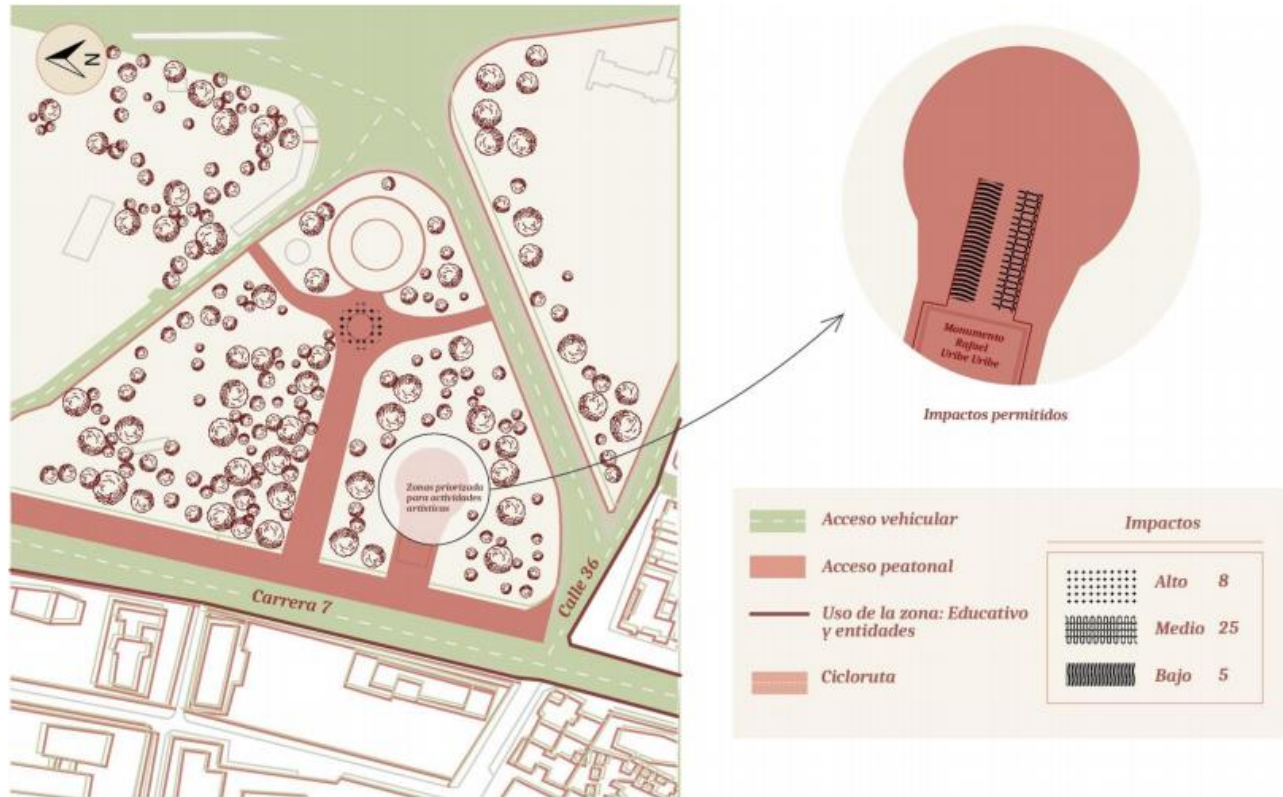 N
Zonas priorizada
para actividades
artísticas
Carrera 7
Calle 36
Monumento
Rafael
Uribe Uribe
Impactos permitidos
Acceso vehicular
Acceso peatonal
Uso de la zona: Educativo
y entidades
Cicloruta
Impactos
Alto 8
Medio 25
Bajo 5